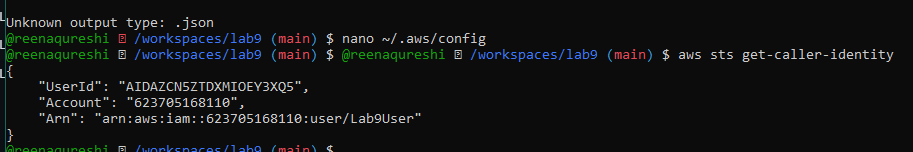 Unknown output type: .json
@reenaqureshi /workspaces/lab9 (main) $ nano ~/.aws/config
@reenaqureshi /workspaces/lab9 (main) $ @reenaqureshi /workspaces/lab9 (main) $ aws sts get-caller-identity
{
    "UserId": "AIDAZCN5ZTDXMIOEY3XQ5",
    "Account": "623705168110",
    "Arn": "arn:aws:iam::623705168110:user/Lab9User"
}
@reenaqureshi /workspaces/lab9 (main) $